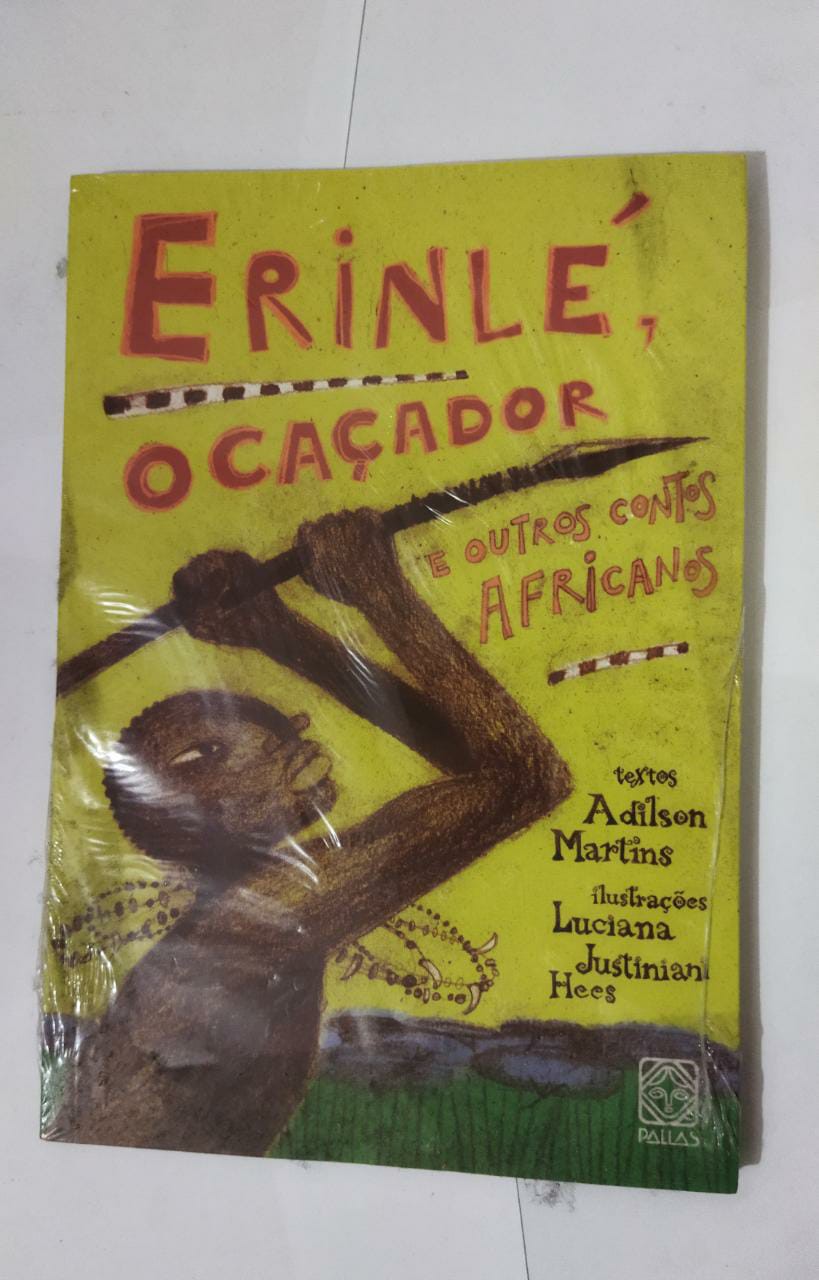 ERINLÉ,
O CAÇADOR
E OUTROS CONTOS
AFRICANOS
textos
Adilson
Martins
ilustrações
Luciana
Justiniani
Hees
PALLAS